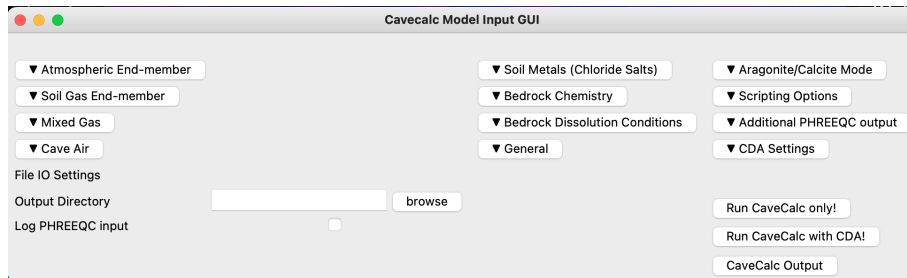 Cavecalc Model Input GUI
▼ Atmospheric End-member
▼ Soil Metals (Chloride Salts)
▼ Aragonite/Calcite Mode
▼ Soil Gas End-member
▼ Bedrock Chemistry
▼ Scripting Options
▼ Mixed Gas
▼ Bedrock Dissolution Conditions
▼ Additional PHREEQC output
▼ Cave Air
▼ General
▼ CDA Settings
File IO Settings
Output Directory
browse
Run CaveCalc only!
Log PHREEQC input
Run CaveCalc with CDA!
CaveCalc Output